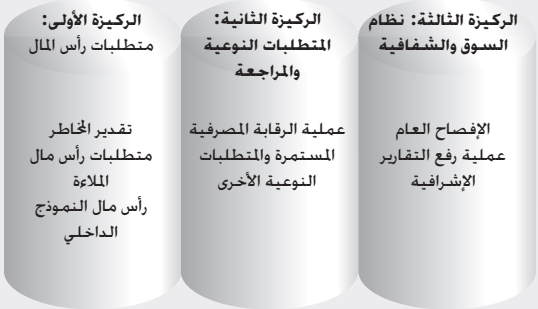 الركيزة الأولى:
متطلبات رأس المال
تقدير المخاطر
متطلبات رأس مال
الملاءة
رأس مال النموذج
الداخلي
الركيزة الثانية:
المتطلبات النوعية
والمراجعة
عملية الرقابة المصرفية
المستمرة والمتطلبات
النوعية الأخرى
الركيزة الثالثة: نظام
السوق والشفافية
الإفصاح العام
عملية رفع التقارير
الإشرافية